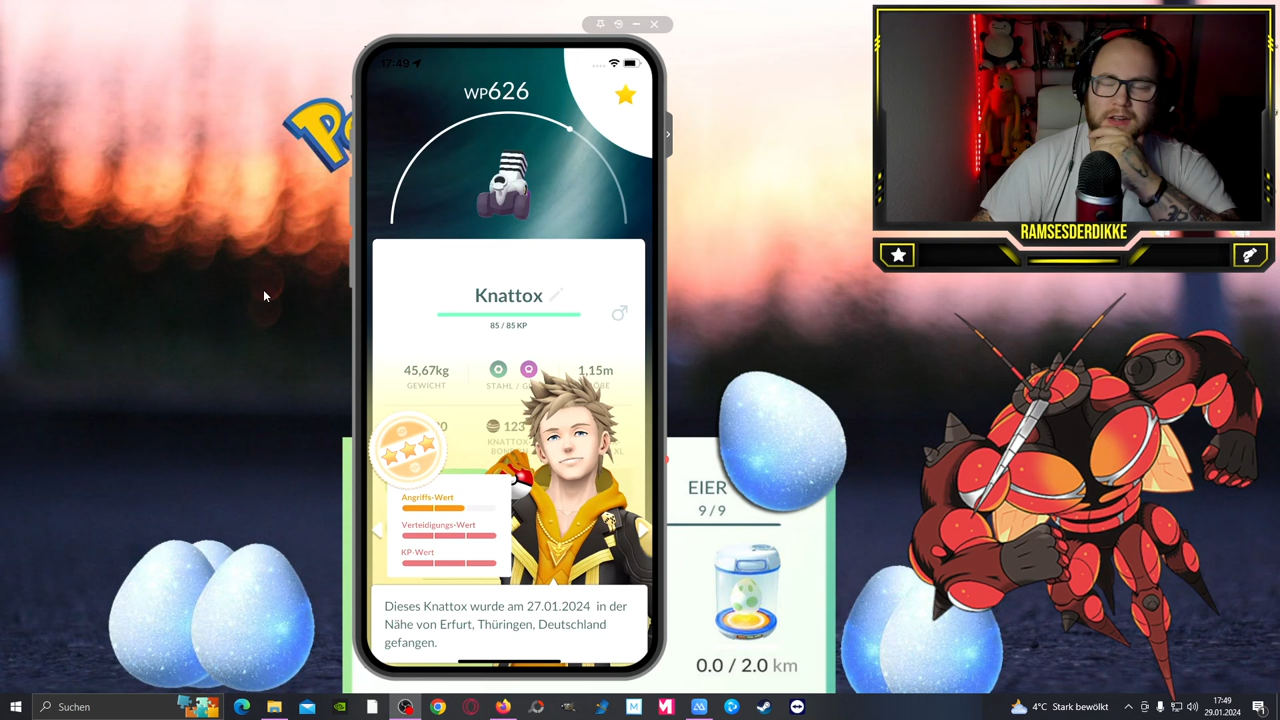 17:49
WP626
Knattox
85 / 85 KP
45,67kg
GEWICHT
STAHL /
1,15m
123
KNATTOX
Angriffs-Wert
Verteidigungs-Wert
KP-Wert
Dieses Knattox wurde am 27.01.2024 in der
Nähe von Erfurt, Thüringen, Deutschland
gefangen.
RAMSESDERDIKKE
EIER
9 / 9
0.0 / 2.0 km
Suchen
4°C Stark bewölkt
17:49
29.01.2024